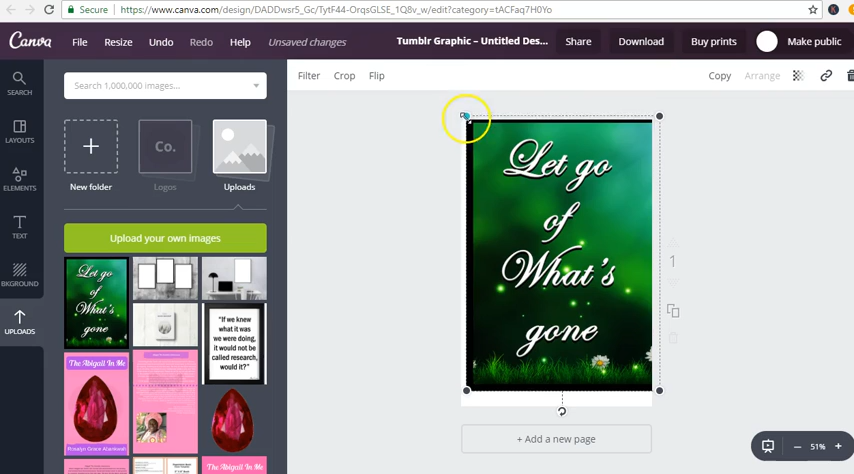 Secure
https://www.canva.com/design/DADDwsr5_Gc/TytF44-OrqsGLSE_1Q8v_w/edit?category=tACFaq7H0Yo
Canva
File
Resize
Undo
Redo
Help
Unsaved changes
Tumblr Graphic – Untitled Des...
Share
Download
Buy prints
Make public
SEARCH
LAYOUTS
ELEMENTS
TEXT
BKGROUND
UPLOADS
Search 1,000,000 images...
Co.
New folder
Logos
Uploads
Upload your own images
Let go
of
What's
gone
"If we knew
what it was
we were doing,
it would not be
called research,
would it?"
The Abigail In Me
Rosalyn Grace Alankwah
The Abigail In Me
Filter
Crop
Flip
Copy
Arrange
Let go
of
What's
gone
1
+ Add a new page
51%